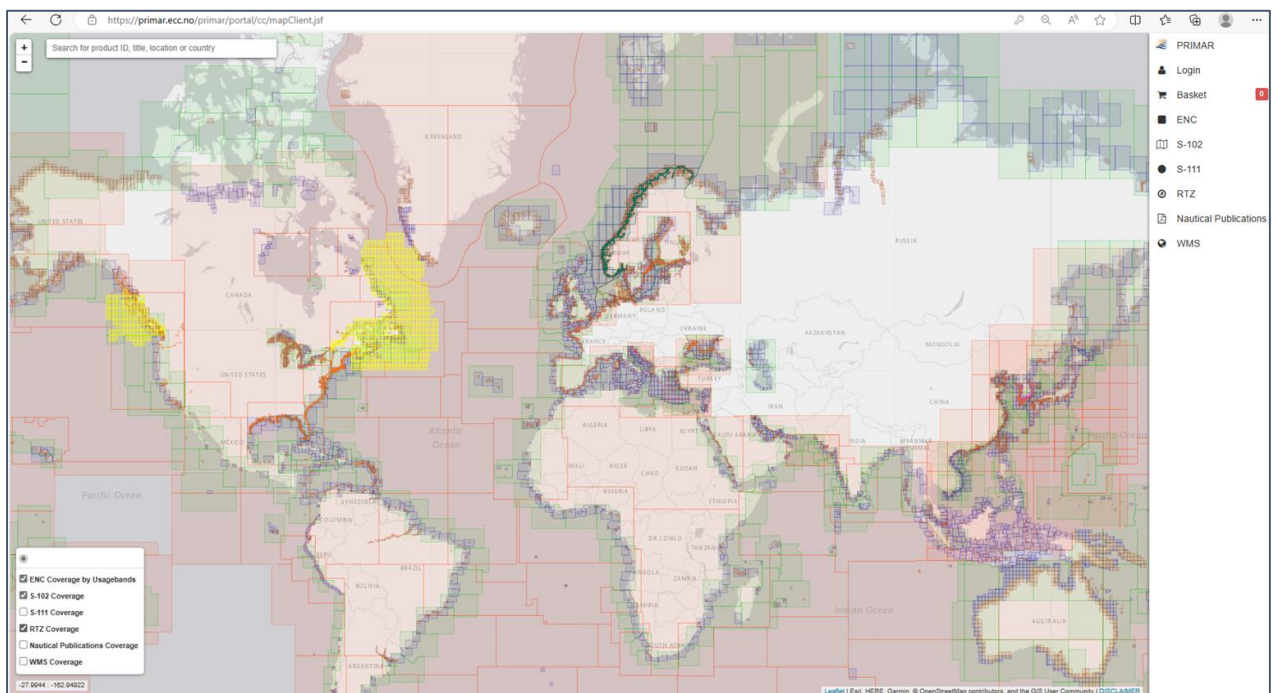 https://primar.ecc.no/primar/portal/cc/mapClient.jsf
+
Search for product ID, title, location or country
−
PRIMAR
Login
Basket 0
ENC
S-102
S-111
RTZ
Nautical Publications
WMS
GREENLAND
UNITED STATES
RUSSIA
CANADA
POLAND
GERMANY
UKRAINE
KAZAKHSTAN
MONGOLIA
FRANCE
UNITED STATES
TURKEY
CHINA
IRAN
Atlantic
Ocean
ALGERIA
LIBYA
EGYPT
SAUDI ARABIA
INDIA
MYANMAR
Pacific Ocean
MEXICO
MALI
NIGER
CHAD
SUDAN
Pacific Ocean
NIGERIA
ETHIOPIA
VENEZUELA
COLOMBIA
DR CONGO
TANZANIA
PERU
BRAZIL
ANGOLA
ZAMBIA
BOLIVIA
NAMIBIA
Indian Ocean
AUSTRALIA
SOUTH AFRICA
ARGENTINA
ENC Coverage by Usagebands
S-102 Coverage
S-111 Coverage
RTZ Coverage
Nautical Publications Coverage
WMS Coverage
-27.9944 : -162.94922
Leaflet | Esri, HERE, Garmin, © OpenStreetMap contributors, and the GIS User Community | DISCLAIMER